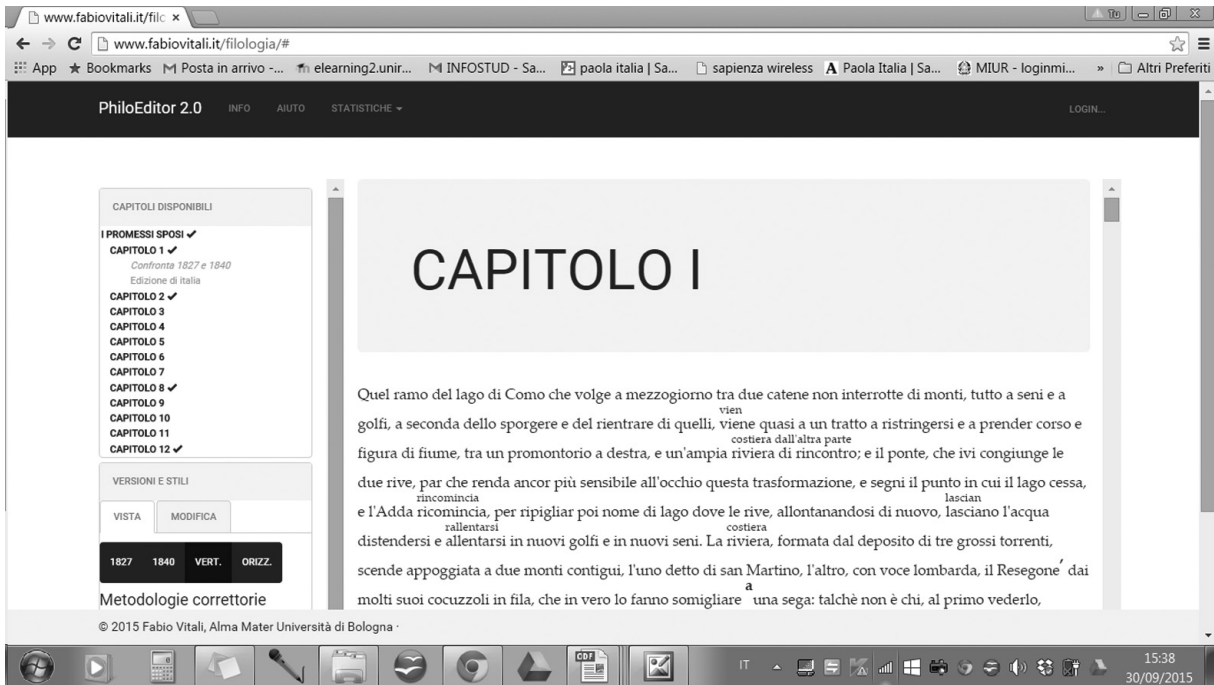 www.fabiovitali.it/filc ×
www.fabiovitali.it/filologia/#
App Bookmarks Posta in arrivo -... elearning2.unir... INFOSTUD - Sa... paola italia | Sa... sapienza wireless Paola Italia | Sa... MIUR - loginmi... » Altri Preferiti
PhiloEditor 2.0 INFO AIUTO STATISTICHE LOGIN...
CAPITOLI DISPONIBILI
I PROMESSI SPOSI ✔
CAPITOLO 1 ✔
Confronta 1827 e 1840
Edizione di italia
CAPITOLO 2 ✔
CAPITOLO 3
CAPITOLO 4
CAPITOLO 5
CAPITOLO 6
CAPITOLO 7
CAPITOLO 8 ✔
CAPITOLO 9
CAPITOLO 10
CAPITOLO 11
CAPITOLO 12 ✔
VERSIONI E STILI
VISTA MODIFICA
1827 1840 VERT. ORIZZ.
Metodologie correttorie
CAPITOLO I
Quel ramo del lago di Como che volge a mezzogiorno tra due catene non interrotte di monti, tutto a seni e a
vien
golfi, a seconda dello sporgere e del rientrare di quelli, viene quasi a un tratto a ristringersi e a prender corso e
costiera dall'altra parte
figura di fiume, tra un promontorio a destra, e un'ampia riviera di rincontro; e il ponte, che ivi congiunge le
due rive, par che renda ancor più sensibile all'occhio questa trasformazione, e segni il punto in cui il lago cessa,
rincomincia lascian
e l'Adda ricomincia, per ripigliar poi nome di lago dove le rive, allontanandosi di nuovo, lasciano l'acqua
rallentarsi costiera
distendersi e allentarsi in nuovi golfi e in nuovi seni. La riviera, formata dal deposito di tre grossi torrenti,
scende appoggiata a due monti contigui, l'uno detto di san Martino, l'altro, con voce lombarda, il Resegone' dai
a
molti suoi cocuzzoli in fila, che in vero lo fanno somigliare una sega: talchè non è chi, al primo vederlo,
© 2015 Fabio Vitali, Alma Mater Università di Bologna ·
IT 15:38
30/09/2015